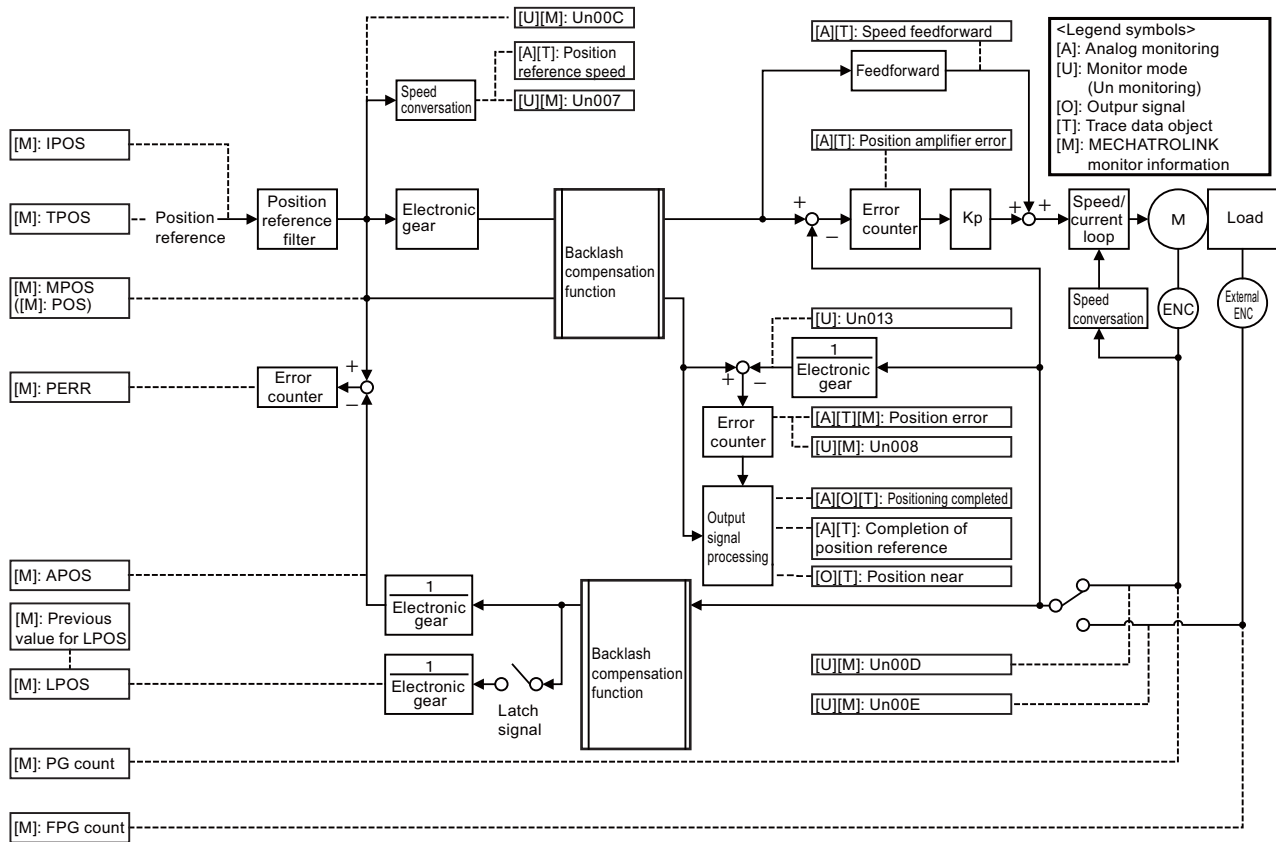 [U][M]: Un00C
[A][T]: Position
reference speed
[U][M]: Un007
Speed
conversation
[A][T]: Speed feedforward
Feedforward
[A][T]: Position amplifier error
<Legend symbols>
[A]: Analog monitoring
[U]: Monitor mode
(Un monitoring)
[O]: Outpur signal
[T]: Trace data object
[M]: MECHATROLINK
monitor information
[M]: IPOS
[M]: TPOS
Position
reference
Position
reference
filter
Electronic
gear
Backlash
compensation
function
+
−
Error
counter
Kp
+
+
Speed/
current
loop
M
Load
[M]: MPOS
([M]: POS)
Speed
conversation
ENC
External
ENC
[U]: Un013
1
Electronic
gear
+
−
[M]: PERR
Error
counter
+
−
Error
counter
[A][T][M]: Position error
[U][M]: Un008
Output
signal
processing
[A][O][T]: Positioning completed
[A][T]: Completion of
position reference
[O][T]: Position near
[M]: APOS
1
Electronic
gear
[M]: Previous
value for LPOS
[M]: LPOS
1
Electronic
gear
Latch
signal
Backlash
compensation
function
[U][M]: Un00D
[U][M]: Un00E
[M]: PG count
[M]: FPG count